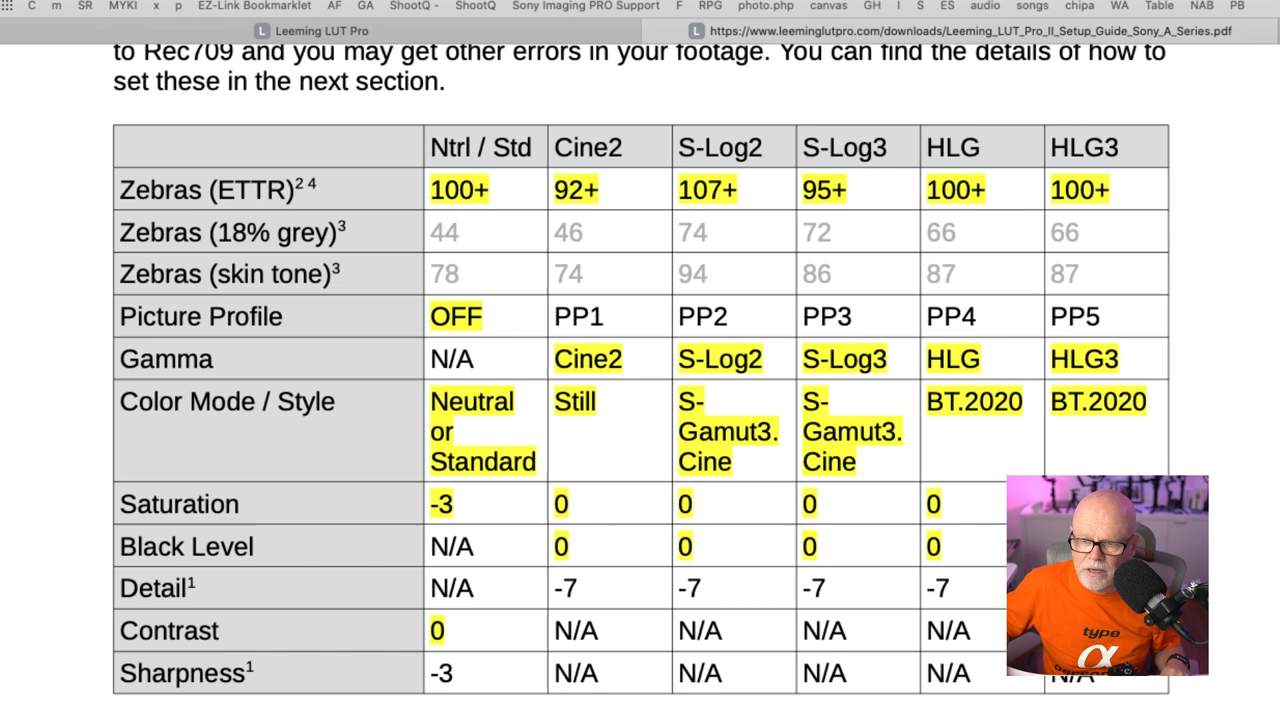 C m SR MYKI x p EZ-Link Bookmarklet AF GA ShootQ - ShootQ Sony Imaging PRO Support F RPG photo.php canvas GH I S ES audio songs chipa WA Table NAB PB
L Leeming LUT Pro L https://www.leeminglutpro.com/downloads/Leeming_LUT_Pro_II_Setup_Guide_Sony_A_Series.pdf
to Rec709 and you may get other errors in your footage. You can find the details of how to
set these in the next section.
Ntrl / Std Cine2 S-Log2 S-Log3 HLG HLG3
Zebras (ETTR)2 4 100+ 92+ 107+ 95+ 100+ 100+
Zebras (18% grey)3 44 46 74 72 66 66
Zebras (skin tone)3 78 74 94 86 87 87
Picture Profile OFF PP1 PP2 PP3 PP4 PP5
Gamma N/A Cine2 S-Log2 S-Log3 HLG HLG3
Color Mode / Style Neutral Still S- S- BT.2020 BT.2020
or Gamut3. Gamut3.
Standard Cine Cine
Saturation -3 0 0 0 0
Black Level N/A 0 0 0 0
Detail1 N/A -7 -7 -7 -7
Contrast 0 N/A N/A N/A N/A
type
α
Sharpness1 -3 N/A N/A N/A N/A N/A